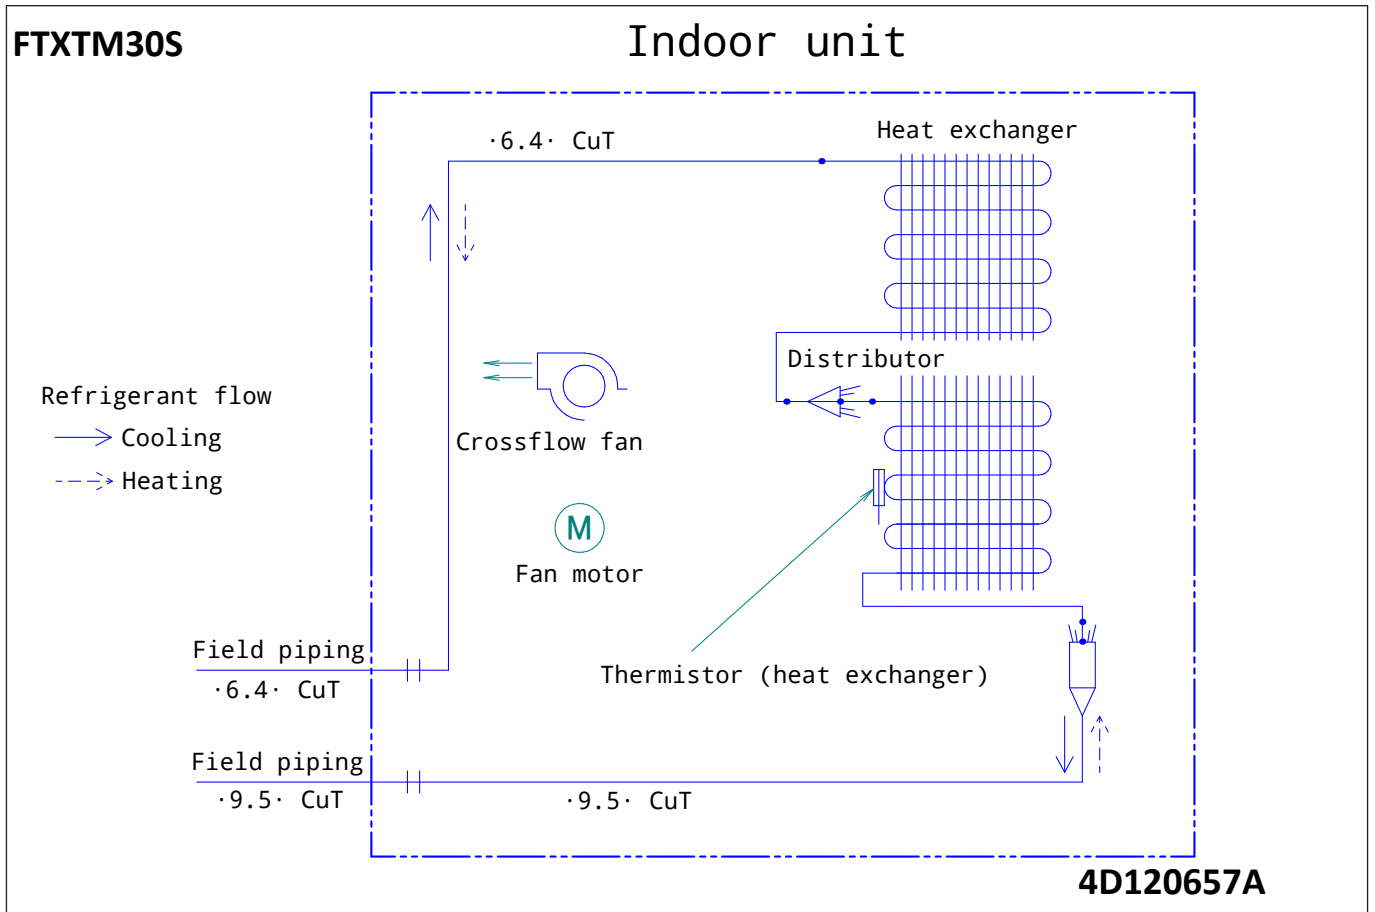 FTXTM30S
Indoor unit
Heat exchanger
·6.4· CuT
Distributor
Refrigerant flow
Cooling
Heating
Crossflow fan
M
Fan motor
Field piping
·6.4· CuT
Thermistor (heat exchanger)
Field piping
·9.5· CuT
·9.5· CuT
4D120657A